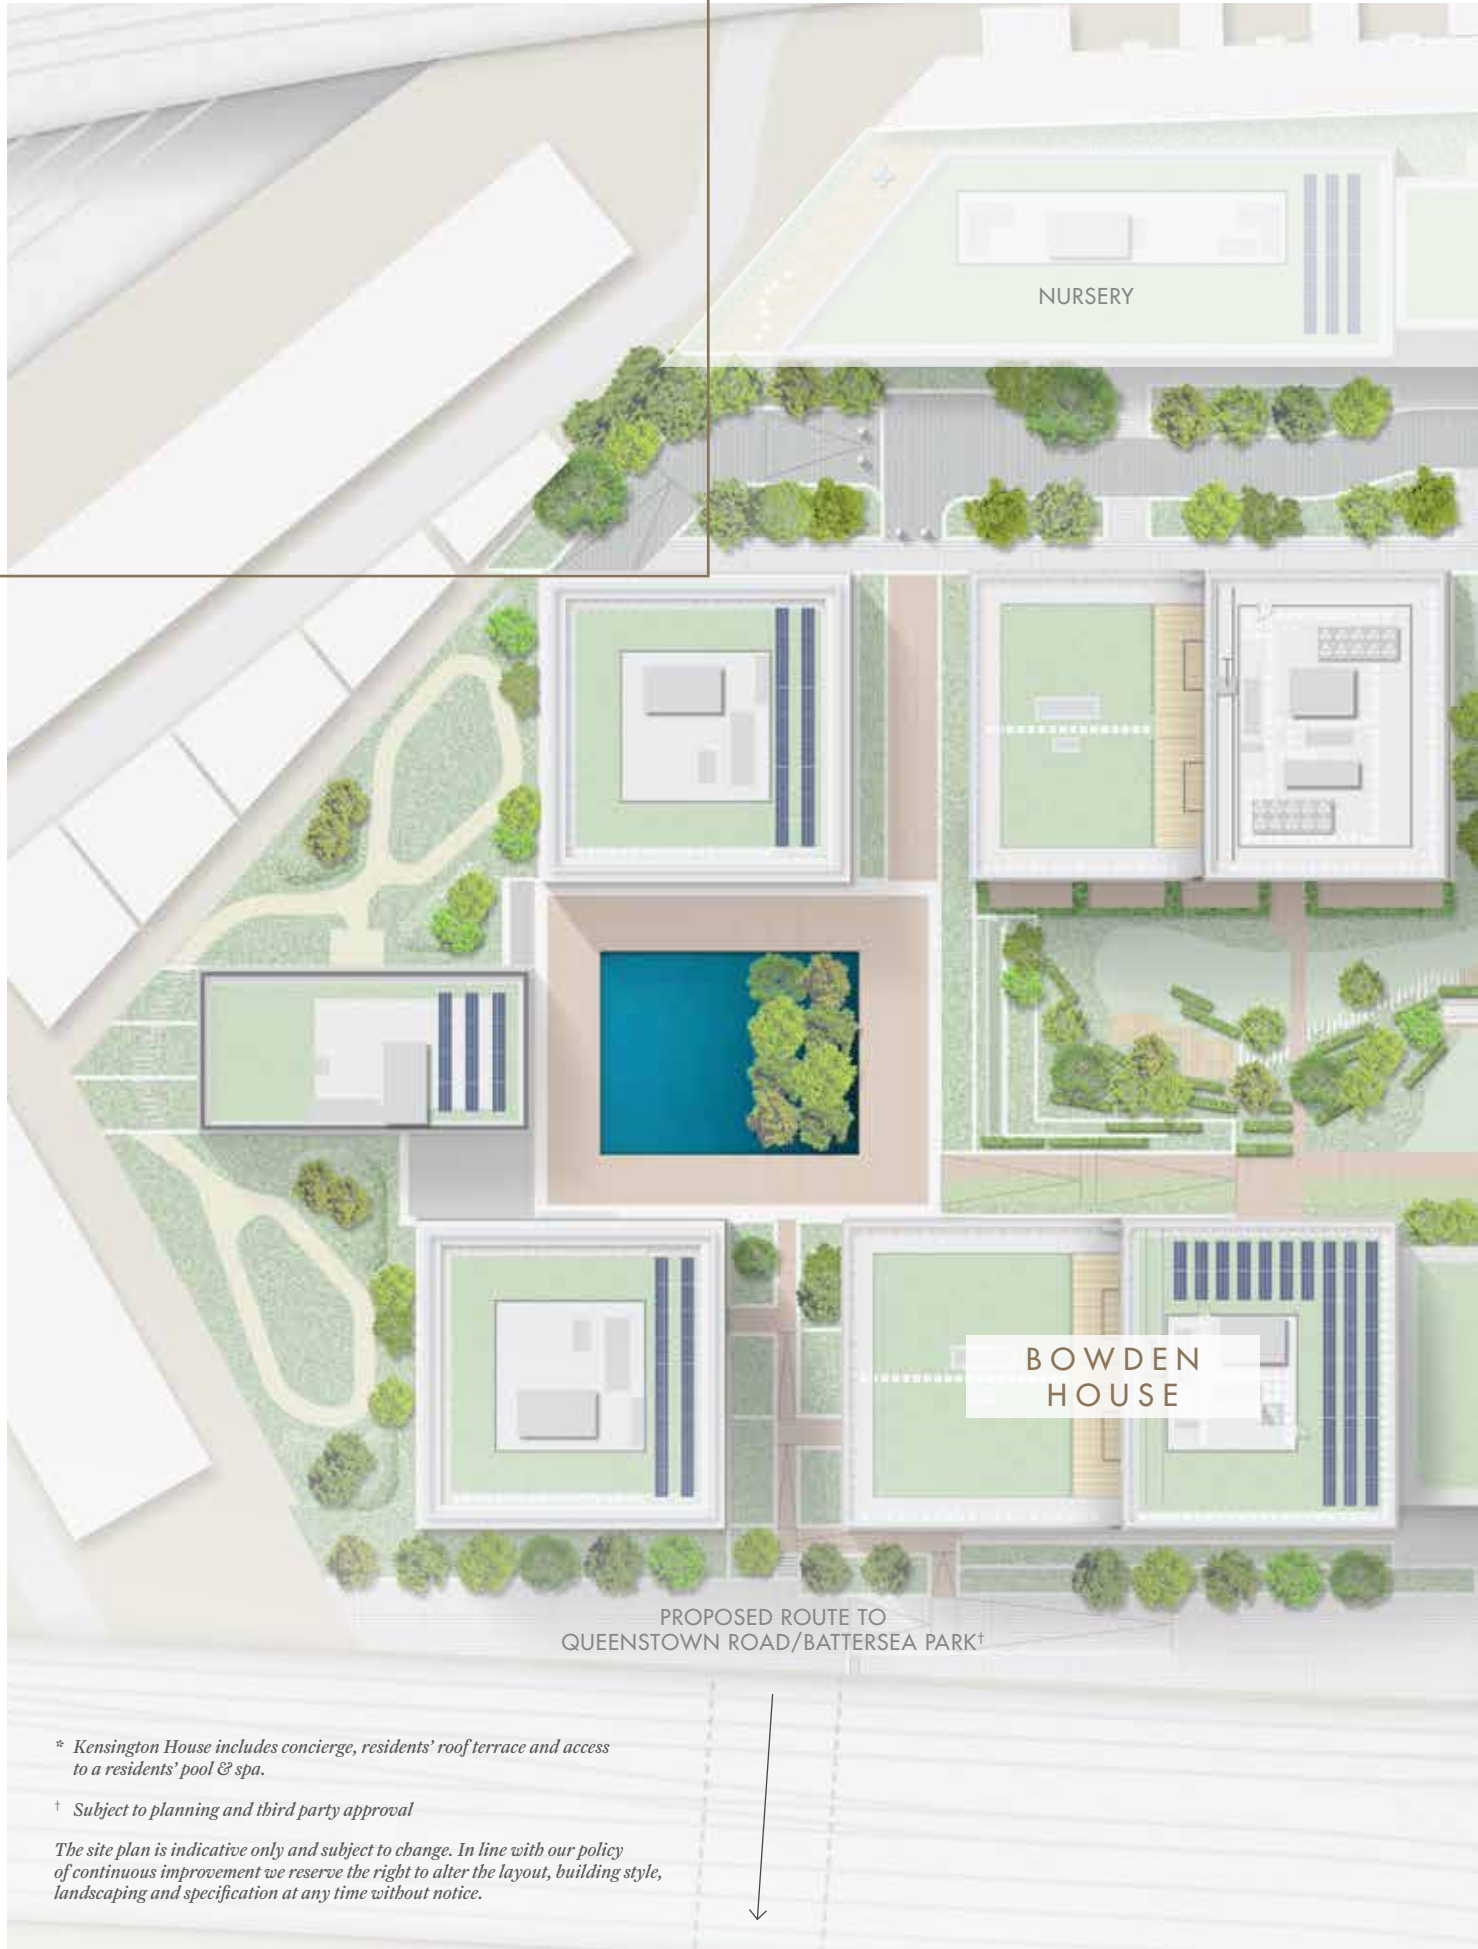 NURSERY
BOWDEN
HOUSE
PROPOSED ROUTE TO
QUEENSTOWN ROAD/BATTERSEA PARK†
* Kensington House includes concierge, residents’ roof terrace and access
to a residents’ pool & spa.
† Subject to planning and third party approval
The site plan is indicative only and subject to change. In line with our policy
of continuous improvement we reserve the right to alter the layout, building style,
landscaping and specification at any time without notice.